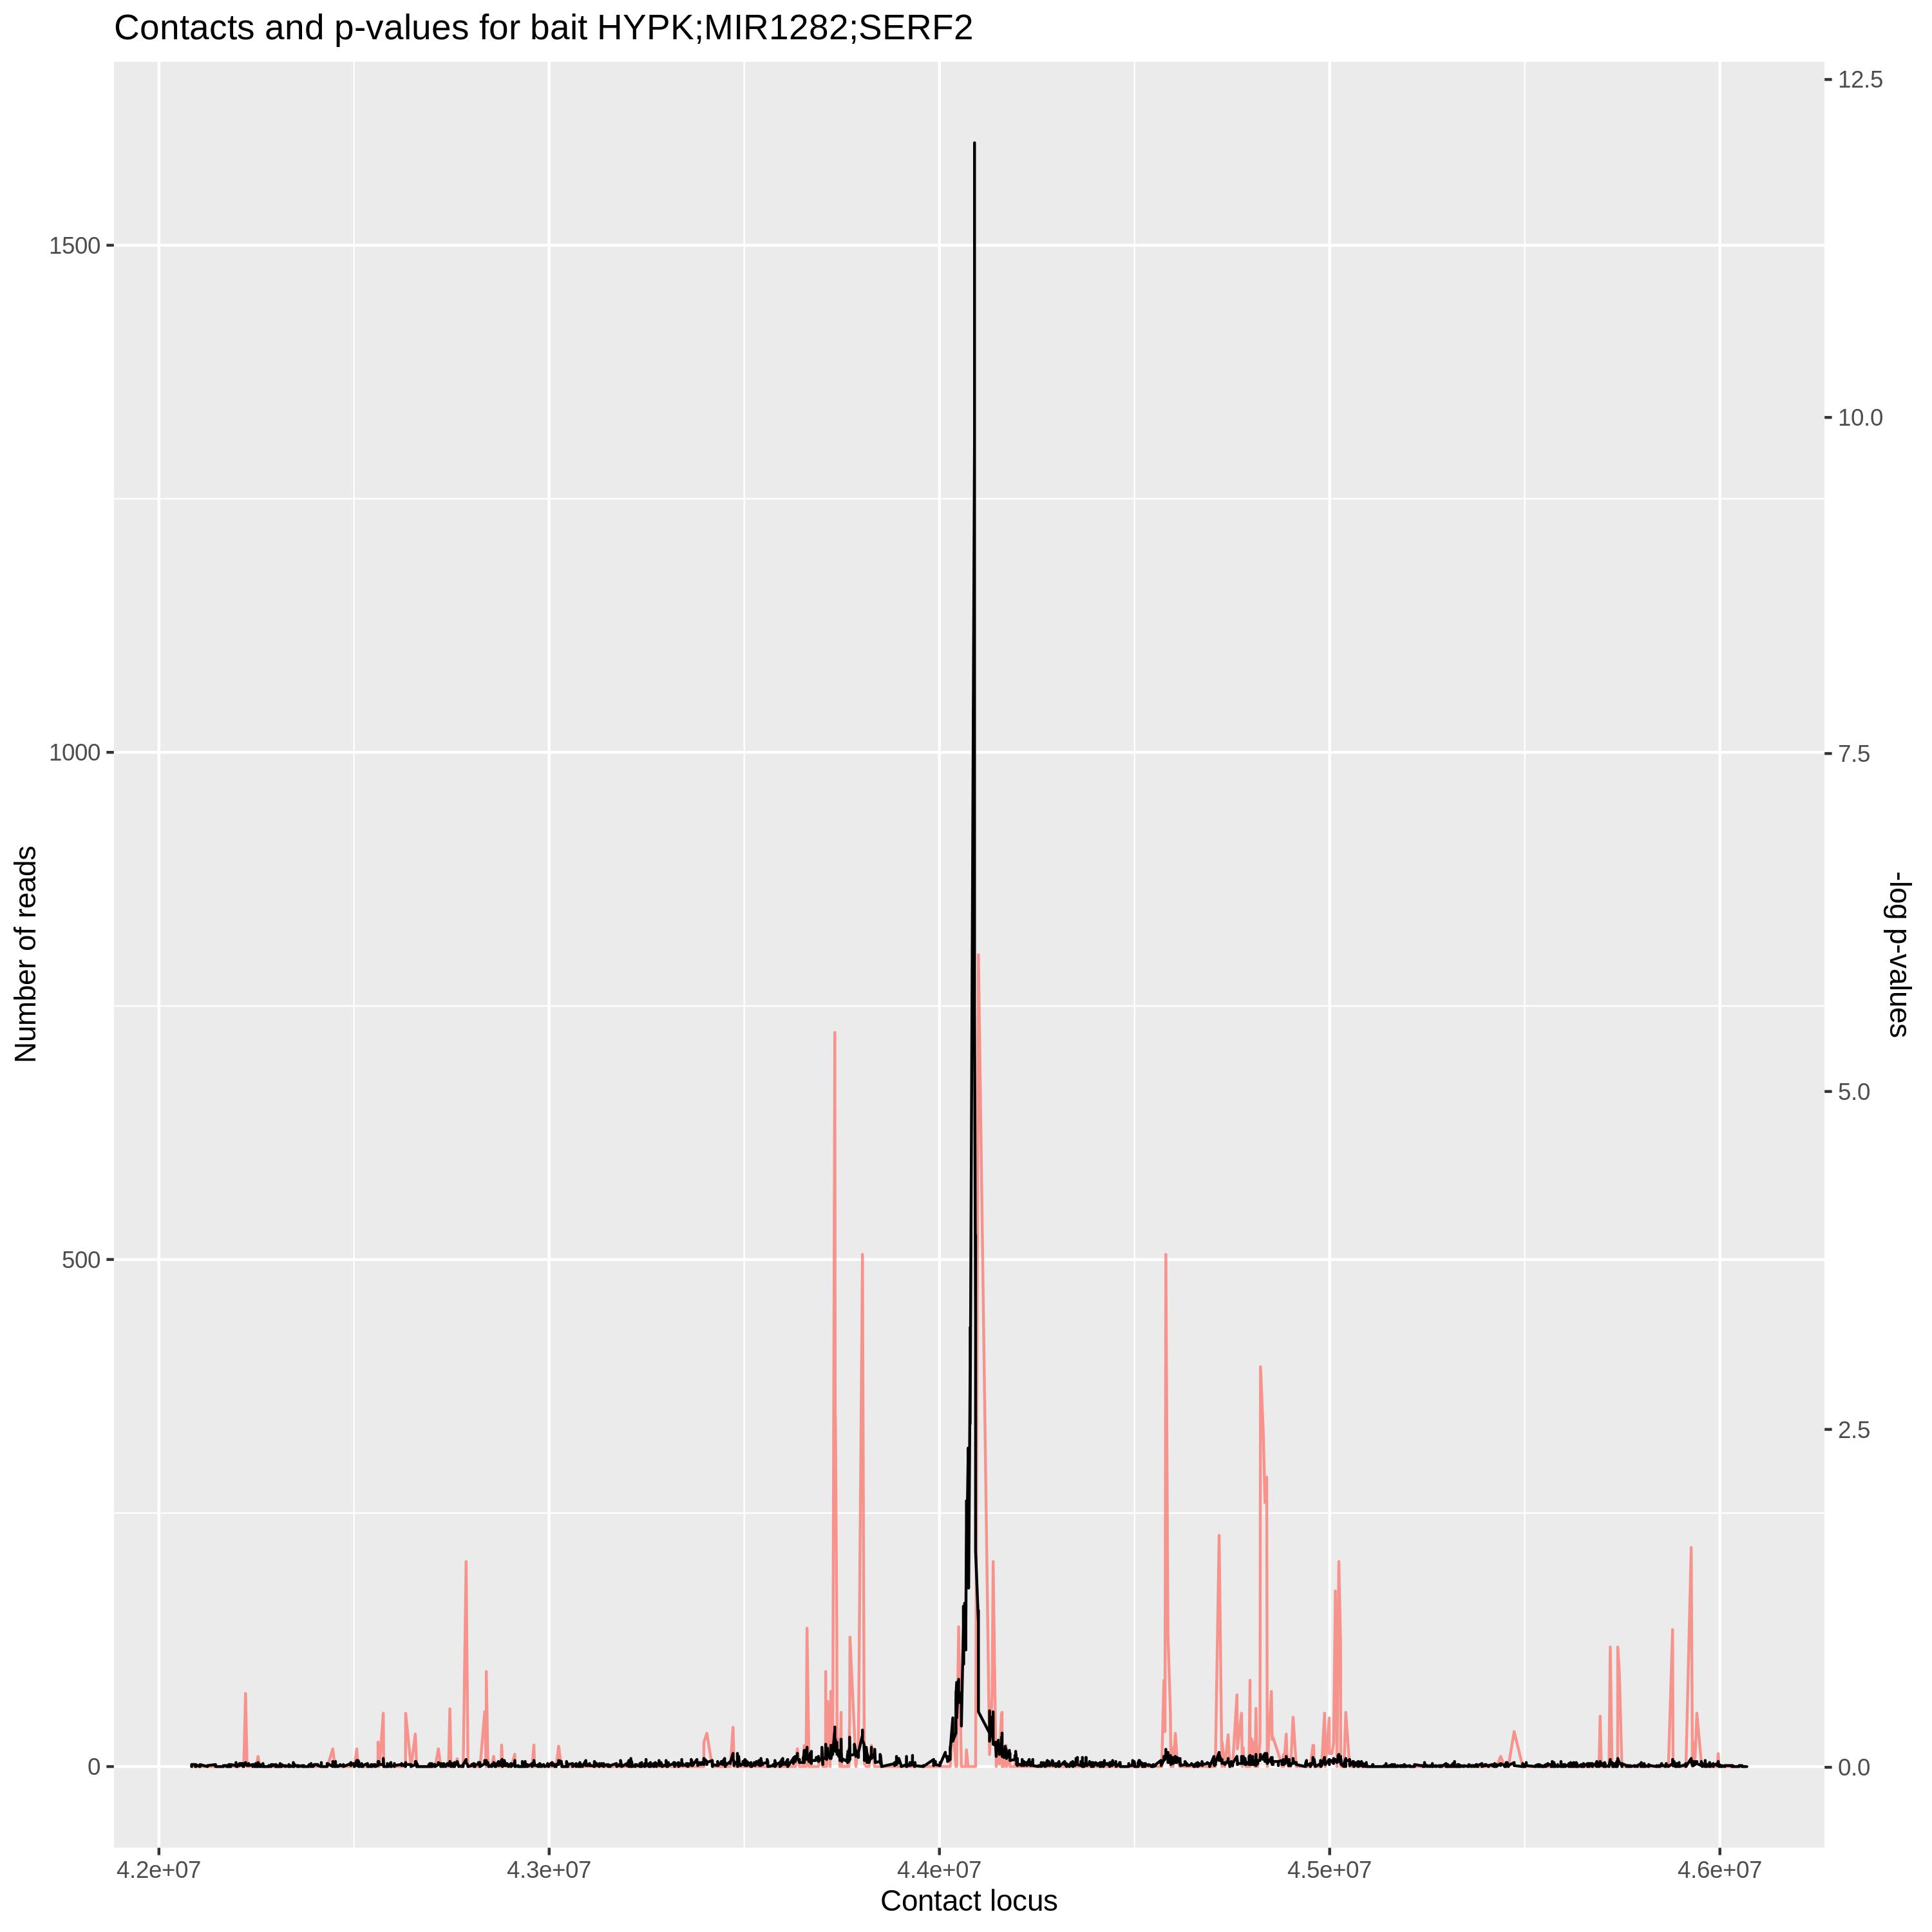 Contacts and p-values for bait HYPK;MIR1282;SERF2
12.5
1500
10.0
1000
7.5
Number of reads
-log p-values
5.0
500
2.5
0
0.0
4.2e+07 4.3e+07 4.4e+07 4.5e+07 4.6e+07
Contact locus